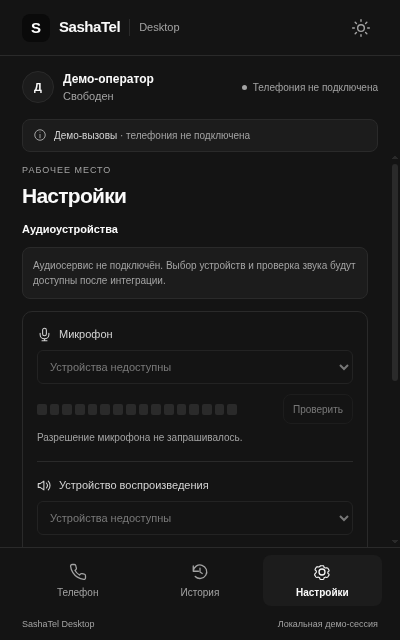 S SashaTel Desktop
Д
Демо-оператор
Свободен
Телефония не подключена
Демо-вызовы · телефония не подключена
РАБОЧЕЕ МЕСТО
Настройки
Аудиоустройства
Аудиосервис не подключён. Выбор устройств и проверка звука будут
доступны после интеграции.
Микрофон
Устройства недоступны
Проверить
Разрешение микрофона не запрашивалось.
Устройство воспроизведения
Устройства недоступны
Телефон История Настройки
SashaTel Desktop Локальная демо-сессия